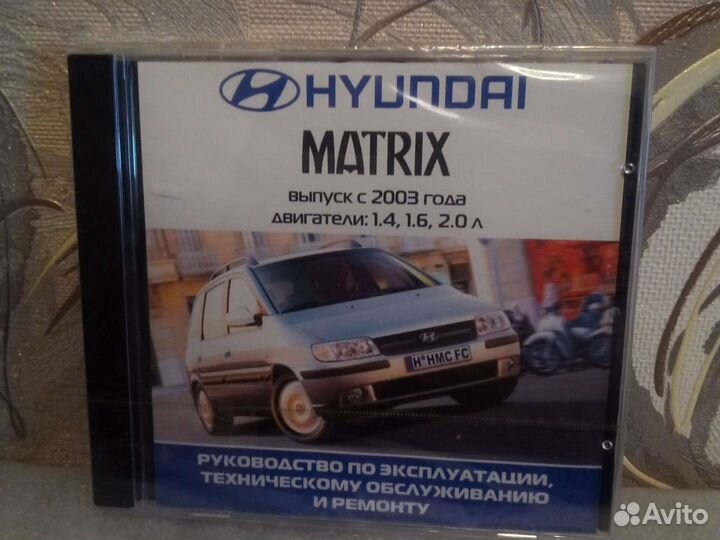 HYUNDAI
MATRIX
ВЫПУСК С 2003 ГОДА
ДВИГАТЕЛИ: 1.4, 1.6, 2.0 Л
H*HMC FC
РУКОВОДСТВО ПО ЭКСПЛУАТАЦИИ,
ТЕХНИЧЕСКОМУ ОБСЛУЖИВАНИЮ
И РЕМОНТУ
Avito